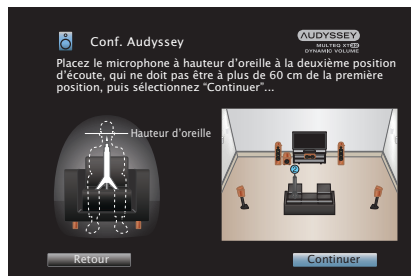 Conf. Audyssey
AUDYSSEY
MULTEQ XT32
DYNAMIC VOLUME
Placez le microphone à hauteur d'oreille à la deuxième position
d'écoute, qui ne doit pas être à plus de 60 cm de la première
position, puis sélectionnez "Continuer"...
Hauteur d'oreille
2
Retour
Continuer